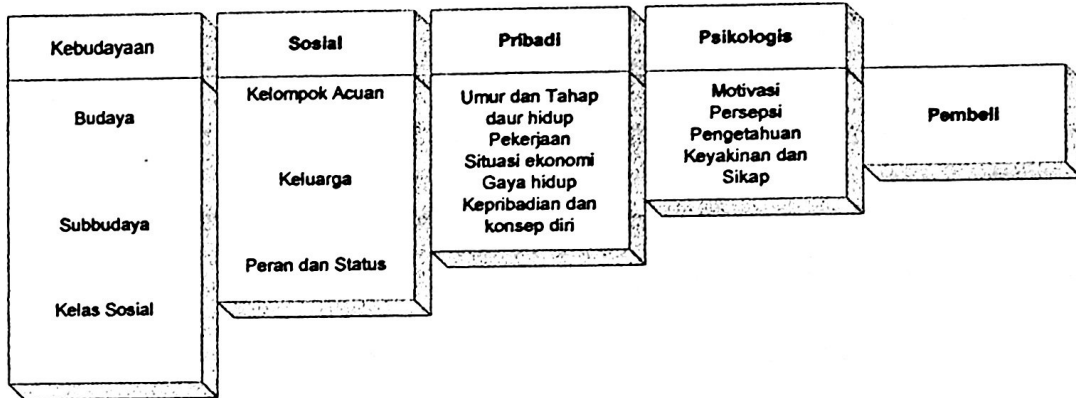 Kebudayaan
Budaya
Subbudaya
Kelas Sosial
Sosial
Kelompok Acuan
Keluarga
Peran dan Status
Pribadi
Umur dan Tahap
daur hidup
Pekerjaan
Situasi ekonomi
Gaya hidup
Kepribadian dan
konsep diri
Psikologis
Motivasi
Persepsi
Pengetahuan
Keyakinan dan
Sikap
Pembeli